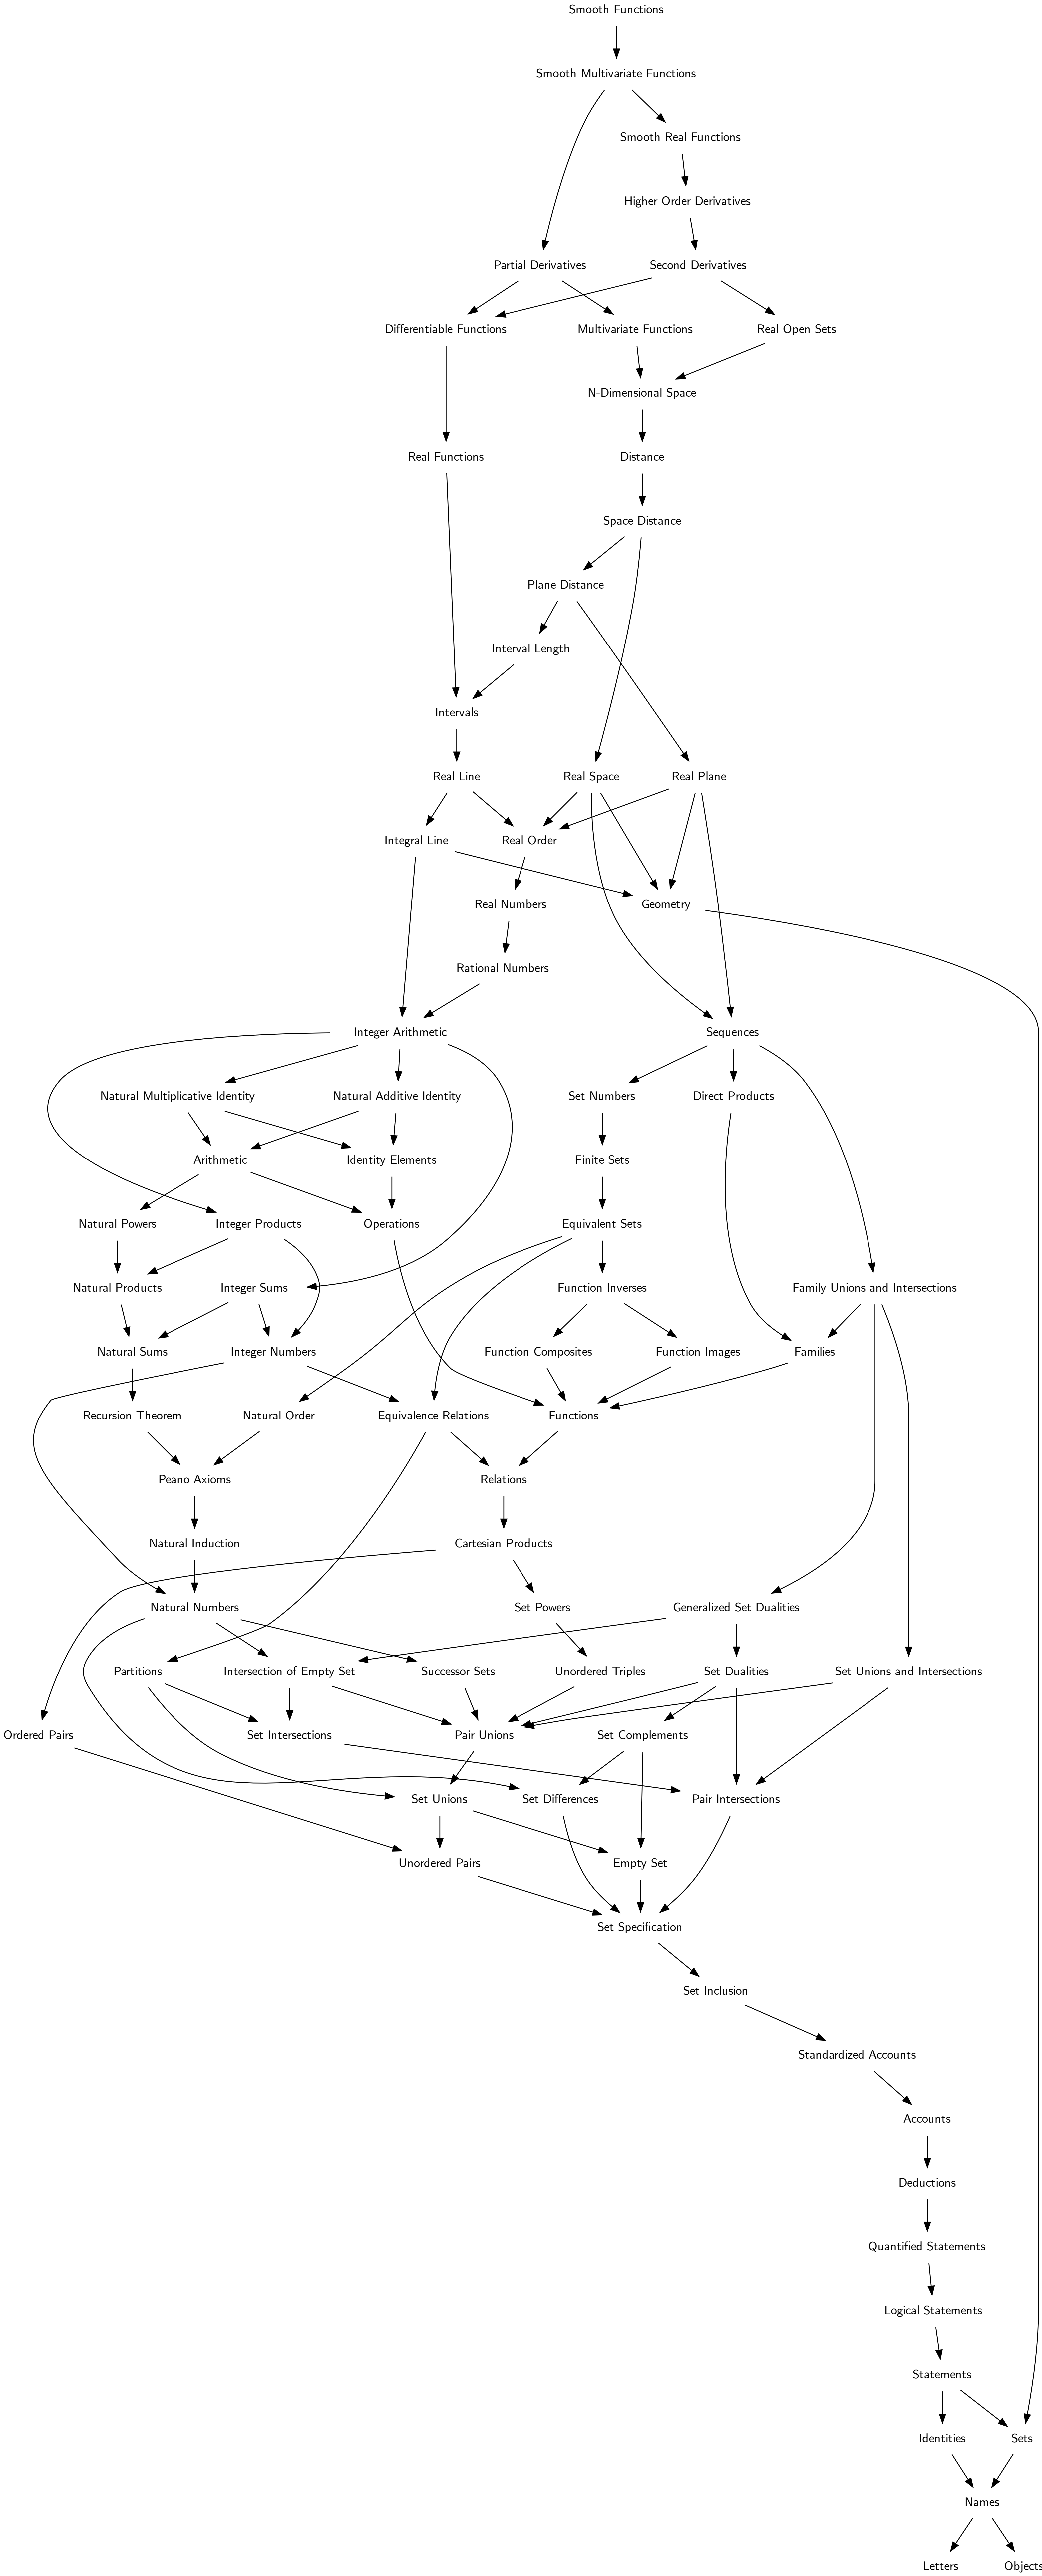 Smooth Functions
Smooth Multivariate Functions
Smooth Real Functions
Higher Order Derivatives
Partial Derivatives
Second Derivatives
Differentiable Functions
Multivariate Functions
Real Open Sets
N-Dimensional Space
Real Functions
Distance
Space Distance
Plane Distance
Interval Length
Intervals
Real Line
Real Space
Real Plane
Integral Line
Real Order
Real Numbers
Geometry
Rational Numbers
Integer Arithmetic
Sequences
Natural Multiplicative Identity
Natural Additive Identity
Set Numbers
Direct Products
Arithmetic
Identity Elements
Finite Sets
Natural Powers
Integer Products
Operations
Equivalent Sets
Natural Products
Integer Sums
Function Inverses
Family Unions and Intersections
Natural Sums
Integer Numbers
Function Composites
Function Images
Families
Recursion Theorem
Natural Order
Equivalence Relations
Functions
Peano Axioms
Relations
Natural Induction
Cartesian Products
Natural Numbers
Set Powers
Generalized Set Dualities
Partitions
Intersection of Empty Set
Successor Sets
Unordered Triples
Set Dualities
Set Unions and Intersections
Ordered Pairs
Set Intersections
Pair Unions
Set Complements
Set Unions
Set Differences
Pair Intersections
Unordered Pairs
Empty Set
Set Specification
Set Inclusion
Standardized Accounts
Accounts
Deductions
Quantified Statements
Logical Statements
Statements
Identities
Sets
Names
Letters
Objects